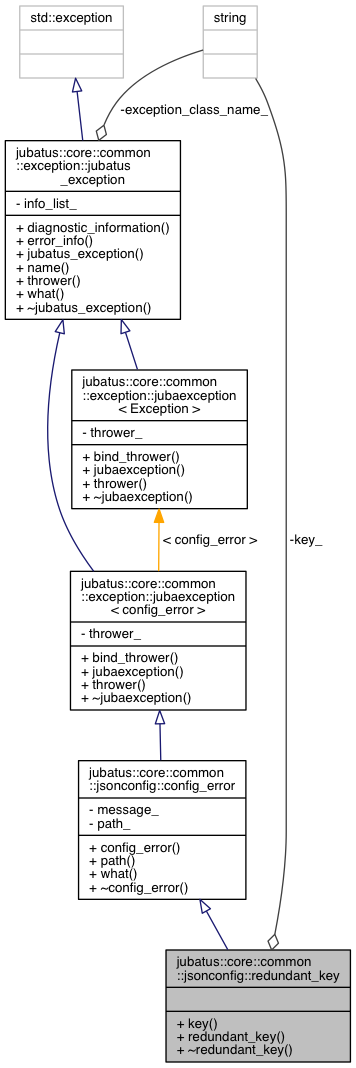 std::exception
string
-exception_class_name_
jubatus::core::common
::exception::jubatus
_exception
- info_list_
+ diagnostic_information()
+ error_info()
+ jubatus_exception()
+ name()
+ thrower()
+ what()
+ ~jubatus_exception()
jubatus::core::common
::exception::jubaexception
< Exception >
- thrower_
+ bind_thrower()
+ jubaexception()
+ thrower()
+ ~jubaexception()
< config_error >
-key_
jubatus::core::common
::exception::jubaexception
< config_error >
- thrower_
+ bind_thrower()
+ jubaexception()
+ thrower()
+ ~jubaexception()
jubatus::core::common
::jsonconfig::config_error
- message_
- path_
+ config_error()
+ path()
+ what()
+ ~config_error()
jubatus::core::common
::jsonconfig::redundant_key
+ key()
+ redundant_key()
+ ~redundant_key()